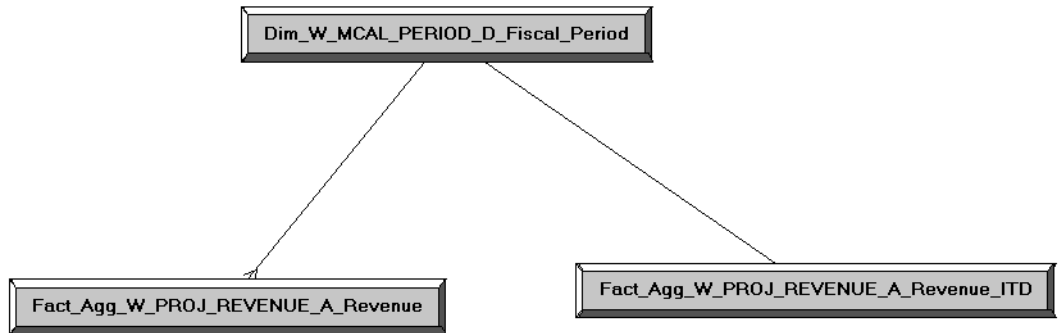 Dim_W_MCAL_PERIOD_D_Fiscal_Period
Fact_Agg_W_PROJ_REVENUE_A_Revenue
Fact_Agg_W_PROJ_REVENUE_A_Revenue_ITD